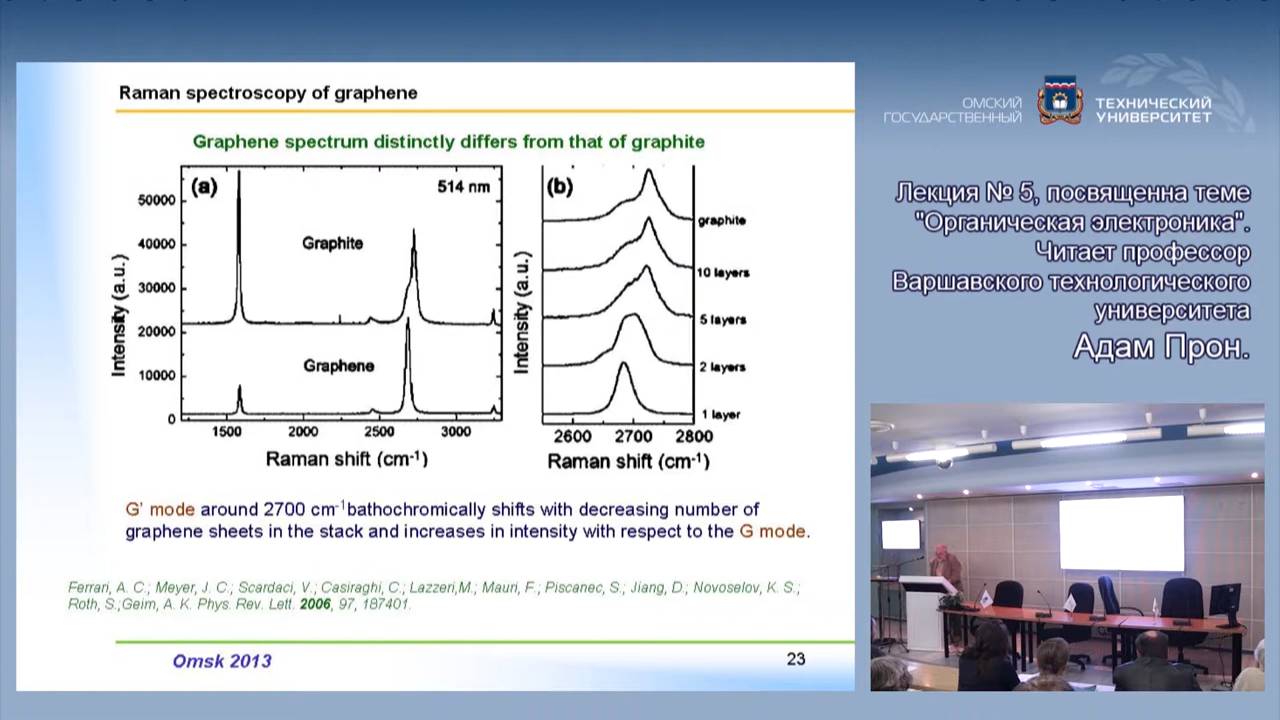 Raman spectroscopy of graphene
Graphene spectrum distinctly differs from that of graphite
(a)
514 nm
Graphite
Graphene
Intensity (a.u.)
50000
40000
30000
20000
10000
0
1500
2000
2500
3000
Raman shift (cm-1)
(b)
Intensity (a.u.)
graphite
10 layers
5 layers
2 layers
1 layer
2600
2700
2800
Raman shift (cm-1)
G' mode around 2700 cm-1 bathochromically shifts with decreasing number of
graphene sheets in the stack and increases in intensity with respect to the G mode.
Ferrari, A. C.; Meyer, J. C.; Scardaci, V.; Casiraghi, C.; Lazzeri,M.; Mauri, F.; Piscanec, S.; Jiang, D.; Novoselov, K. S.;
Roth, S.;Geim, A. K. Phys. Rev. Lett. 2006, 97, 187401.
Omsk 2013
23
ОМСКИЙ
ГОСУДАРСТВЕННЫЙ
ТЕХНИЧЕСКИЙ
УНИВЕРСИТЕТ
Лекция № 5, посвященна теме
"Органическая электроника".
Читает профессор
Варшавского технологического
университета
Адам Прон.